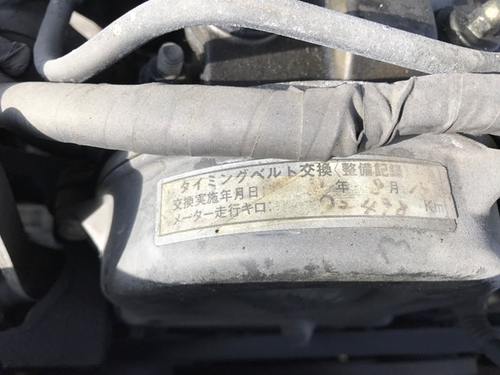 タイミングベルト交換〈整備記録〉
交換実施年月日 年 8月
メーター走行キロ: Km